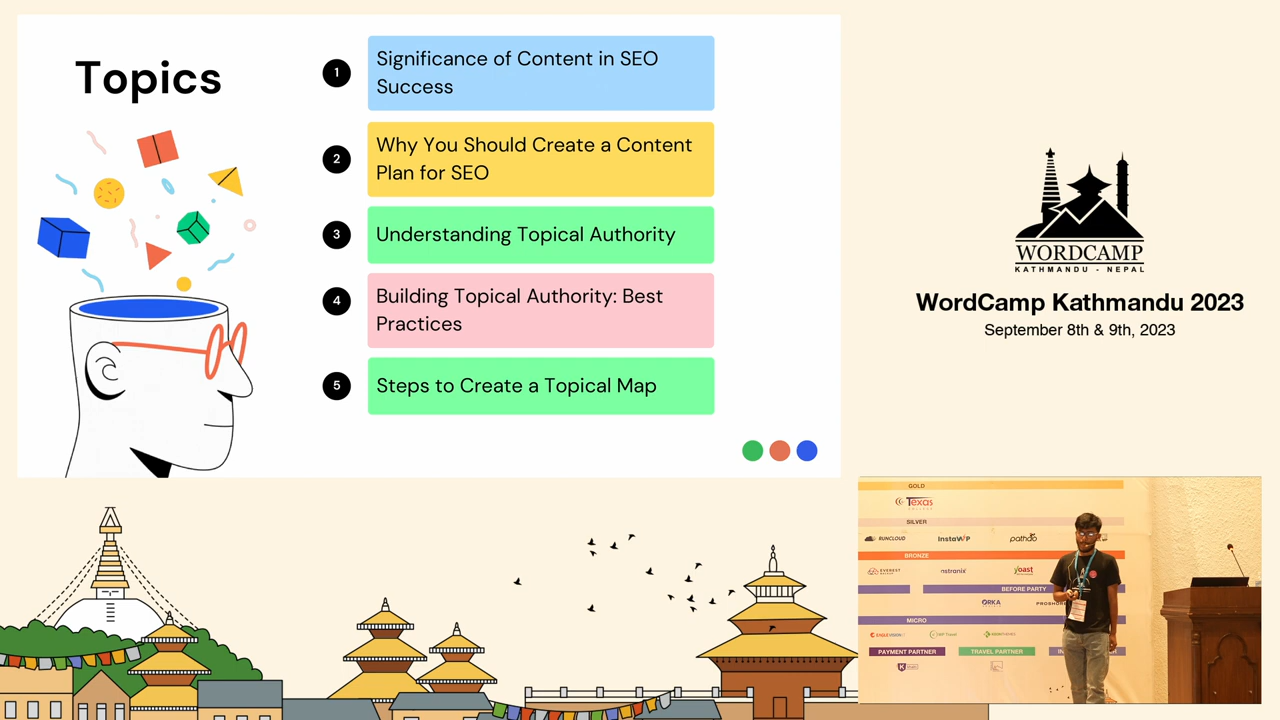 Topics
1
Significance of Content in SEO
Success
2
Why You Should Create a Content
Plan for SEO
3
Understanding Topical Authority
4
Building Topical Authority: Best
Practices
5
Steps to Create a Topical Map
WORDCAMP
KATHMANDU - NEPAL
WordCamp Kathmandu 2023
September 8th & 9th, 2023
GOLD
Texas
SILVER
RUNCLOUD
InstaWP
pathao
BRONZE
EVEREST
yoast
BEFORE PARTY
ORKA
MICRO
EAGLEVISION
WP Travel
PAYMENT PARTNER
TRAVEL PARTNER